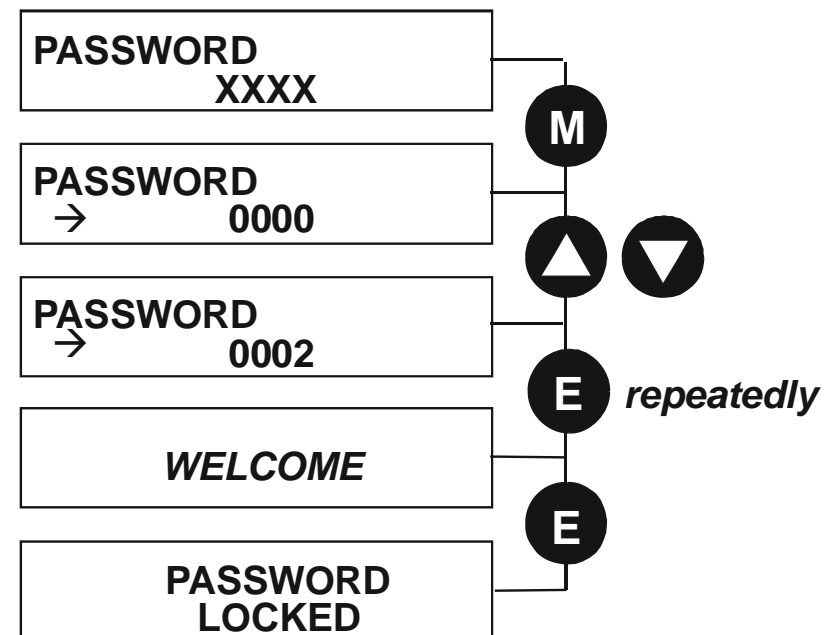 PASSWORD
XXXX
M
PASSWORD
→ 0000
PASSWORD
→ 0002
E repeatedly
WELCOME
E
PASSWORD
LOCKED